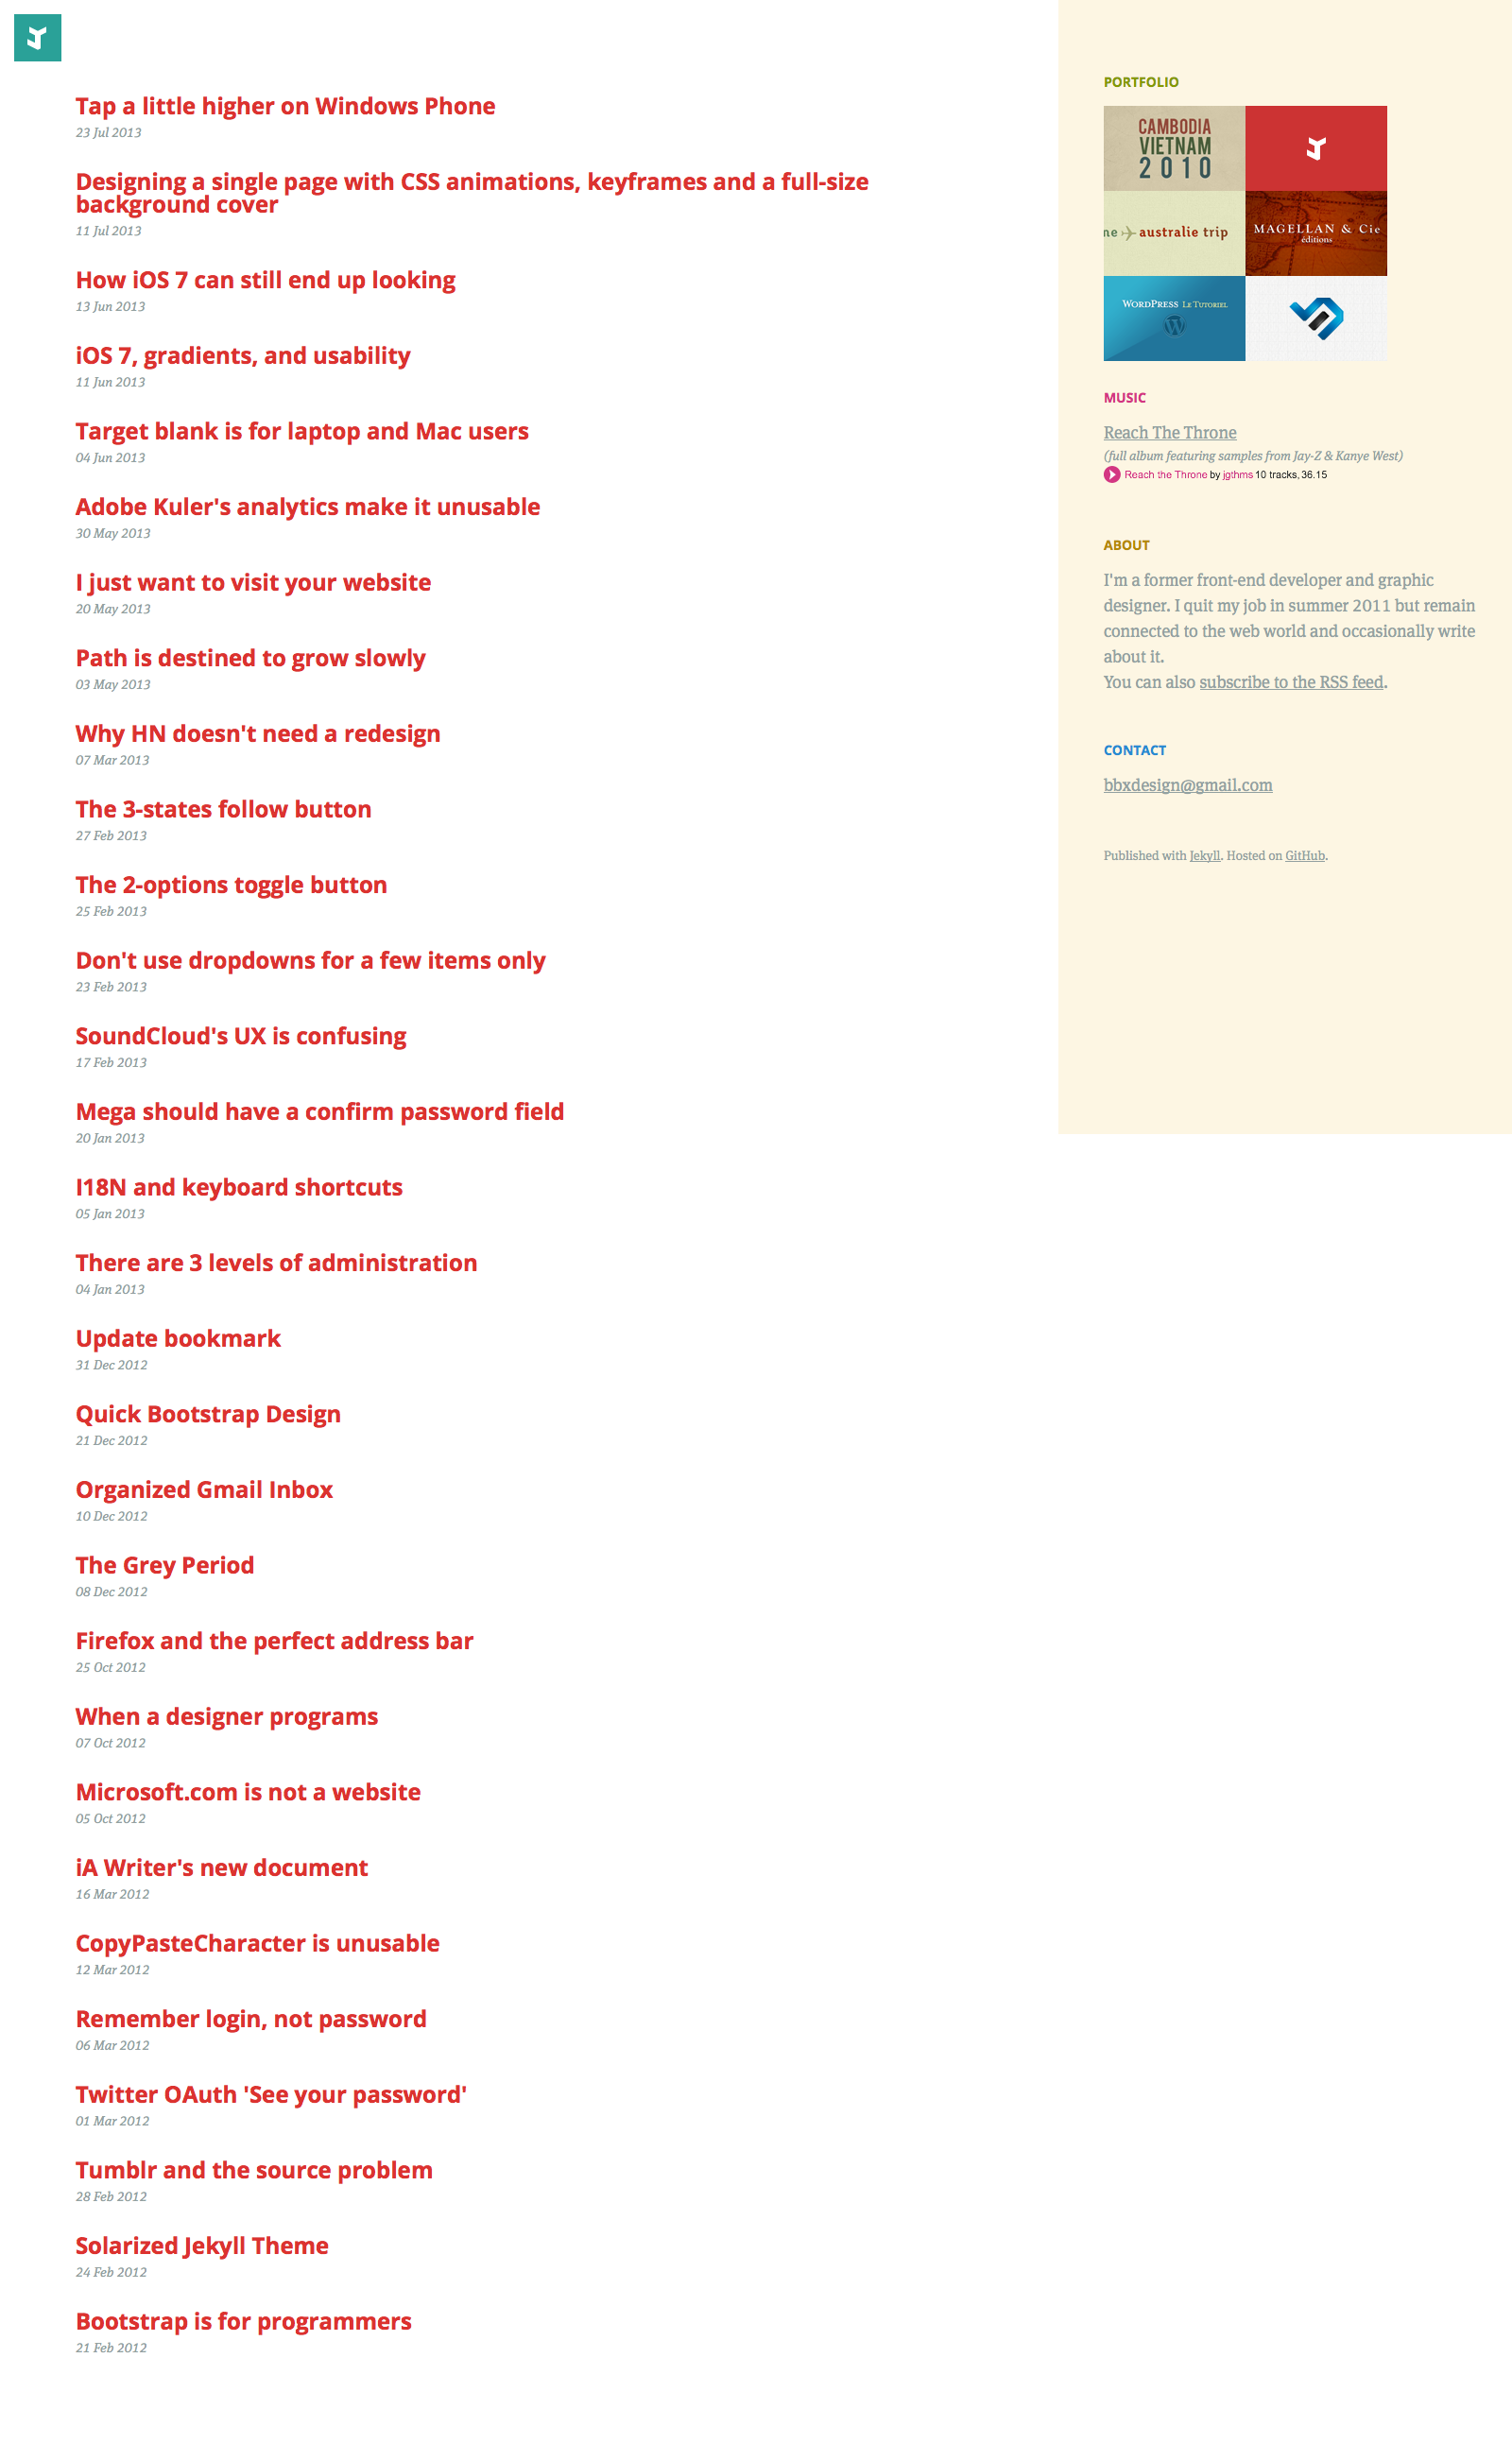 Tap a little higher on Windows Phone
23 Jul 2013
Designing a single page with CSS animations, keyframes and a full-size
background cover
11 Jul 2013
How iOS 7 can still end up looking
13 Jun 2013
iOS 7, gradients, and usability
11 Jun 2013
Target blank is for laptop and Mac users
04 Jun 2013
Adobe Kuler's analytics make it unusable
30 May 2013
I just want to visit your website
20 May 2013
Path is destined to grow slowly
03 May 2013
Why HN doesn't need a redesign
07 Mar 2013
The 3-states follow button
27 Feb 2013
The 2-options toggle button
25 Feb 2013
Don't use dropdowns for a few items only
23 Feb 2013
SoundCloud's UX is confusing
17 Feb 2013
Mega should have a confirm password field
20 Jan 2013
I18N and keyboard shortcuts
05 Jan 2013
There are 3 levels of administration
04 Jan 2013
Update bookmark
31 Dec 2012
Quick Bootstrap Design
21 Dec 2012
Organized Gmail Inbox
10 Dec 2012
The Grey Period
08 Dec 2012
Firefox and the perfect address bar
25 Oct 2012
When a designer programs
07 Oct 2012
Microsoft.com is not a website
05 Oct 2012
iA Writer's new document
16 Mar 2012
CopyPasteCharacter is unusable
12 Mar 2012
Remember login, not password
06 Mar 2012
Twitter OAuth 'See your password'
01 Mar 2012
Tumblr and the source problem
28 Feb 2012
Solarized Jekyll Theme
24 Feb 2012
Bootstrap is for programmers
21 Feb 2012
PORTFOLIO
CAMBODIA
VIETNAM
2010
ne australie trip
MAGELLAN & Cie
éditions
WORDPRESS LE TUTORIEL
MUSIC
Reach The Throne
(full album featuring samples from Jay-Z & Kanye West)
Reach the Throne by jgthms 10 tracks, 36.15
ABOUT
I'm a former front-end developer and graphic
designer. I quit my job in summer 2011 but remain
connected to the web world and occasionally write
about it.
You can also subscribe to the RSS feed.
CONTACT
bbxdesign@gmail.com
Published with Jekyll. Hosted on GitHub.